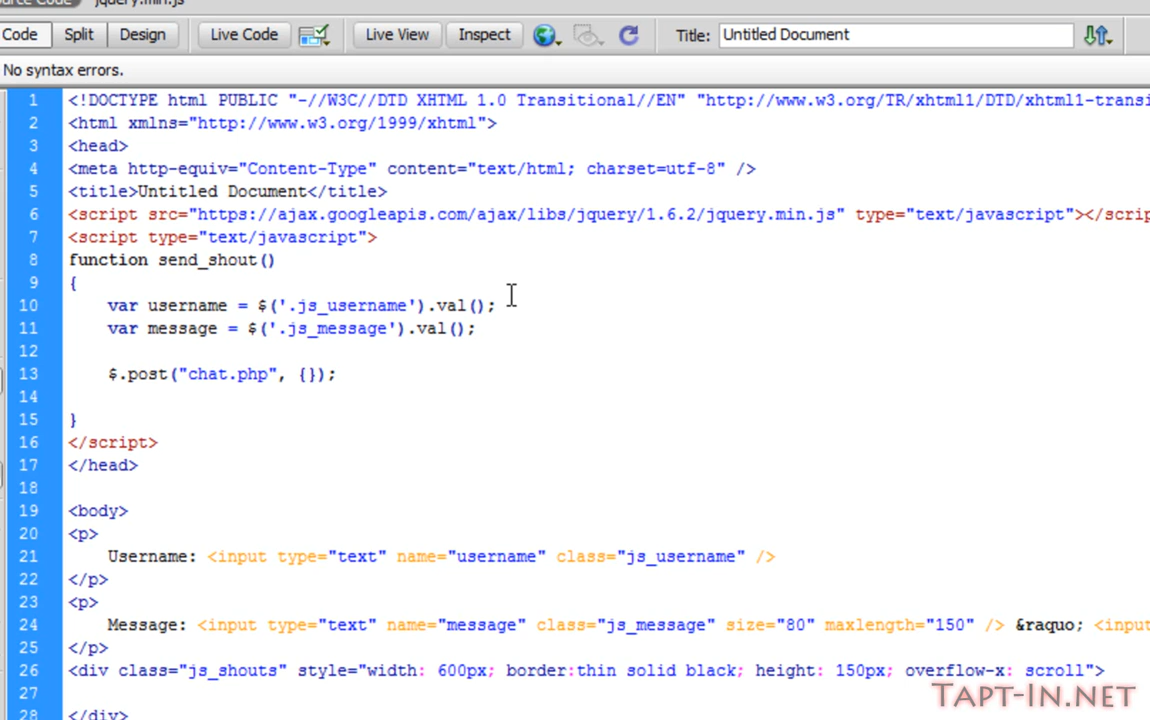 jquery.min.js
Code Split Design Live Code Live View Inspect Title: Untitled Document
No syntax errors.
1 <!DOCTYPE html PUBLIC "-//W3C//DTD XHTML 1.0 Transitional//EN" "http://www.w3.org/TR/xhtml1/DTD/xhtml1-transi
2 <html xmlns="http://www.w3.org/1999/xhtml">
3 <head>
4 <meta http-equiv="Content-Type" content="text/html; charset=utf-8" />
5 <title>Untitled Document</title>
6 <script src="https://ajax.googleapis.com/ajax/libs/jquery/1.6.2/jquery.min.js" type="text/javascript"></scrip
7 <script type="text/javascript">
8 function send_shout()
9 {
10 var username = $('.js_username').val();
11 var message = $('.js_message').val();
12
13 $.post("chat.php", {});
14
15 }
16 </script>
17 </head>
18
19 <body>
20 <p>
21 Username: <input type="text" name="username" class="js_username" />
22 </p>
23 <p>
24 Message: <input type="text" name="message" class="js_message" size="80" maxlength="150" /> &raquo; <input
25 </p>
26 <div class="js_shouts" style="width: 600px; border:thin solid black; height: 150px; overflow-x: scroll">
27
28 </div>
TAPT-IN.NET